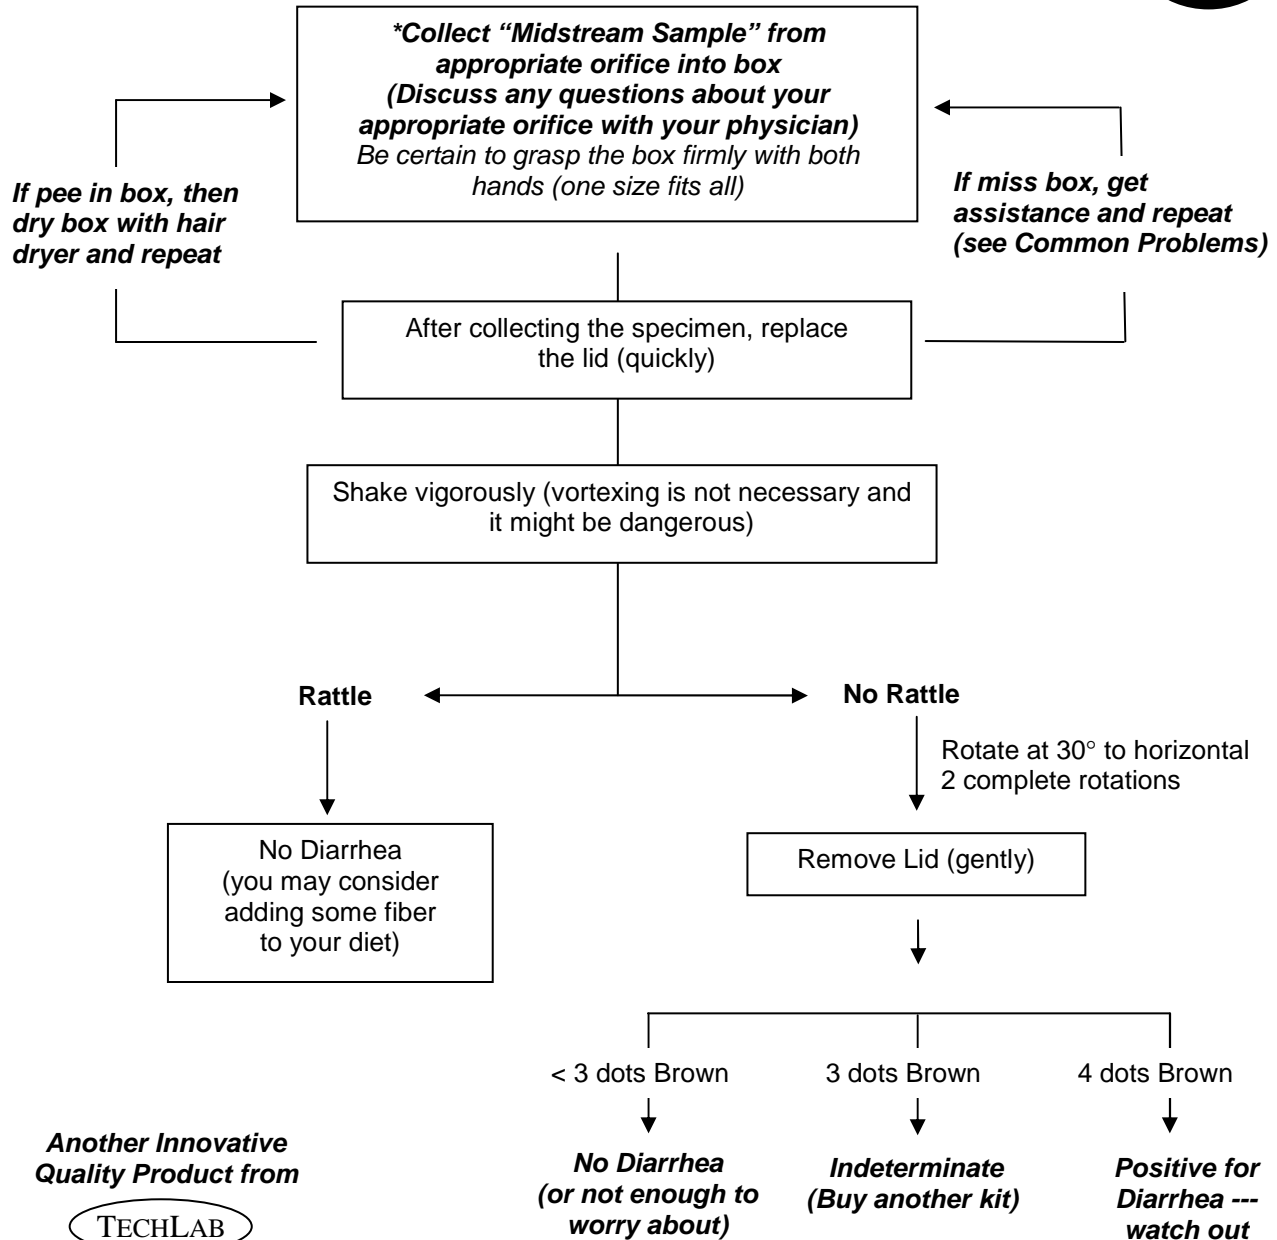 *Collect “Midstream Sample” from
appropriate orifice into box
(Discuss any questions about your
appropriate orifice with your physician)
Be certain to grasp the box firmly with both
hands (one size fits all)
If pee in box, then
dry box with hair
dryer and repeat
If miss box, get
assistance and repeat
(see Common Problems)
After collecting the specimen, replace
the lid (quickly)
Shake vigorously (vortexing is not necessary and
it might be dangerous)
Rattle
No Rattle
Rotate at 30° to horizontal
2 complete rotations
No Diarrhea
(you may consider
adding some fiber
to your diet)
Remove Lid (gently)
< 3 dots Brown
3 dots Brown
4 dots Brown
No Diarrhea
(or not enough to
worry about)
Indeterminate
(Buy another kit)
Positive for
Diarrhea ---
watch out
Another Innovative
Quality Product from
TECHLAB